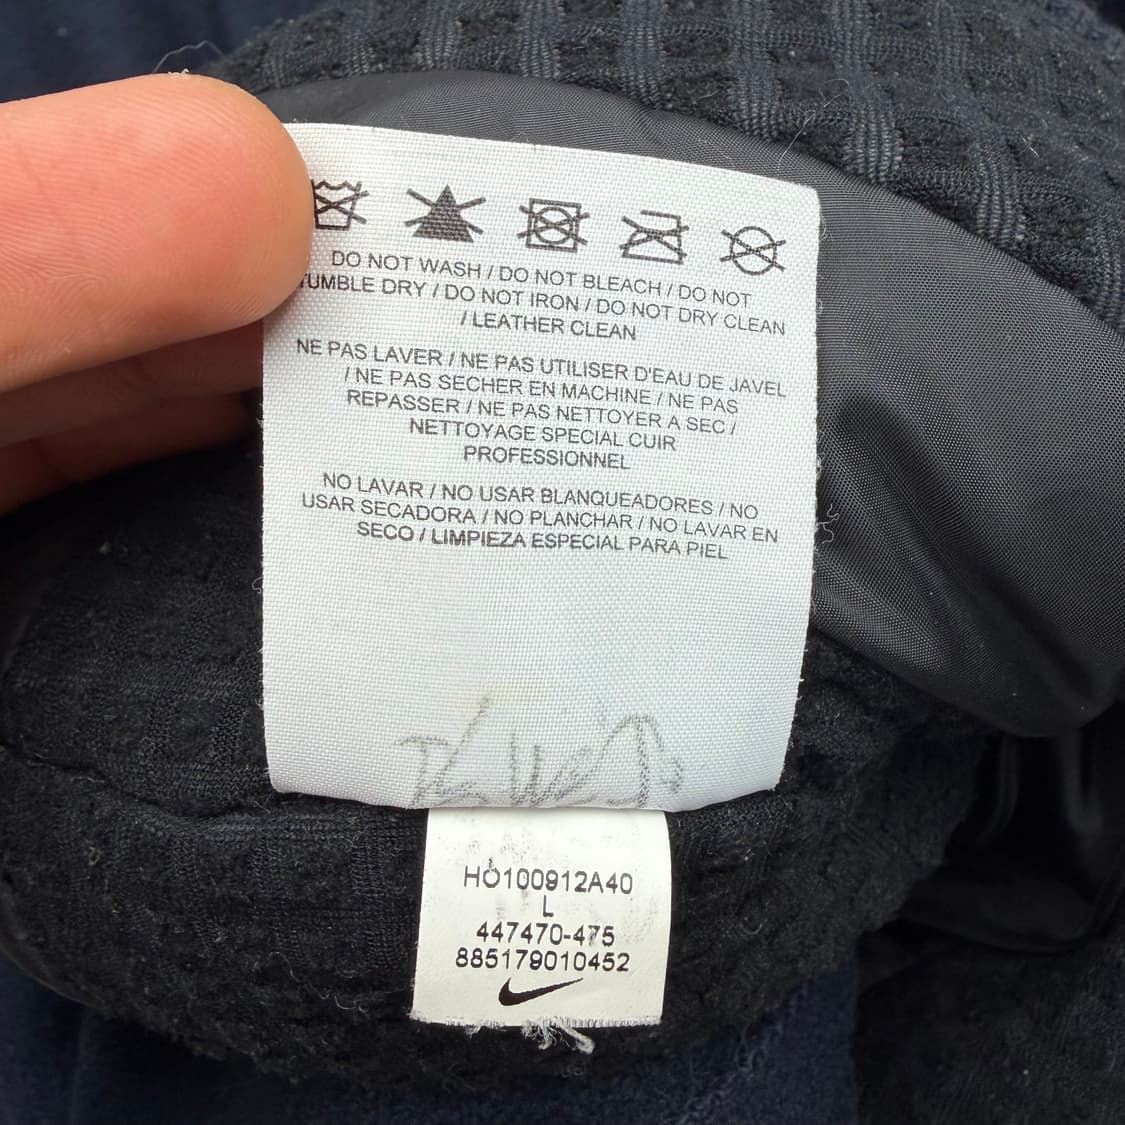 DO NOT WASH / DO NOT BLEACH / DO NOT
TUMBLE DRY / DO NOT IRON / DO NOT DRY CLEAN
/ LEATHER CLEAN
NE PAS LAVER / NE PAS UTILISER D'EAU DE JAVEL
/ NE PAS SECHER EN MACHINE / NE PAS
REPASSER / NE PAS NETTOYER A SEC /
NETTOYAGE SPECIAL CUIR
PROFESSIONNEL
NO LAVAR / NO USAR BLANQUEADORES / NO
USAR SECADORA / NO PLANCHAR / NO LAVAR EN
SECO / LIMPIEZA ESPECIAL PARA PIEL
HO100912A40
L
447470-475
885179010452